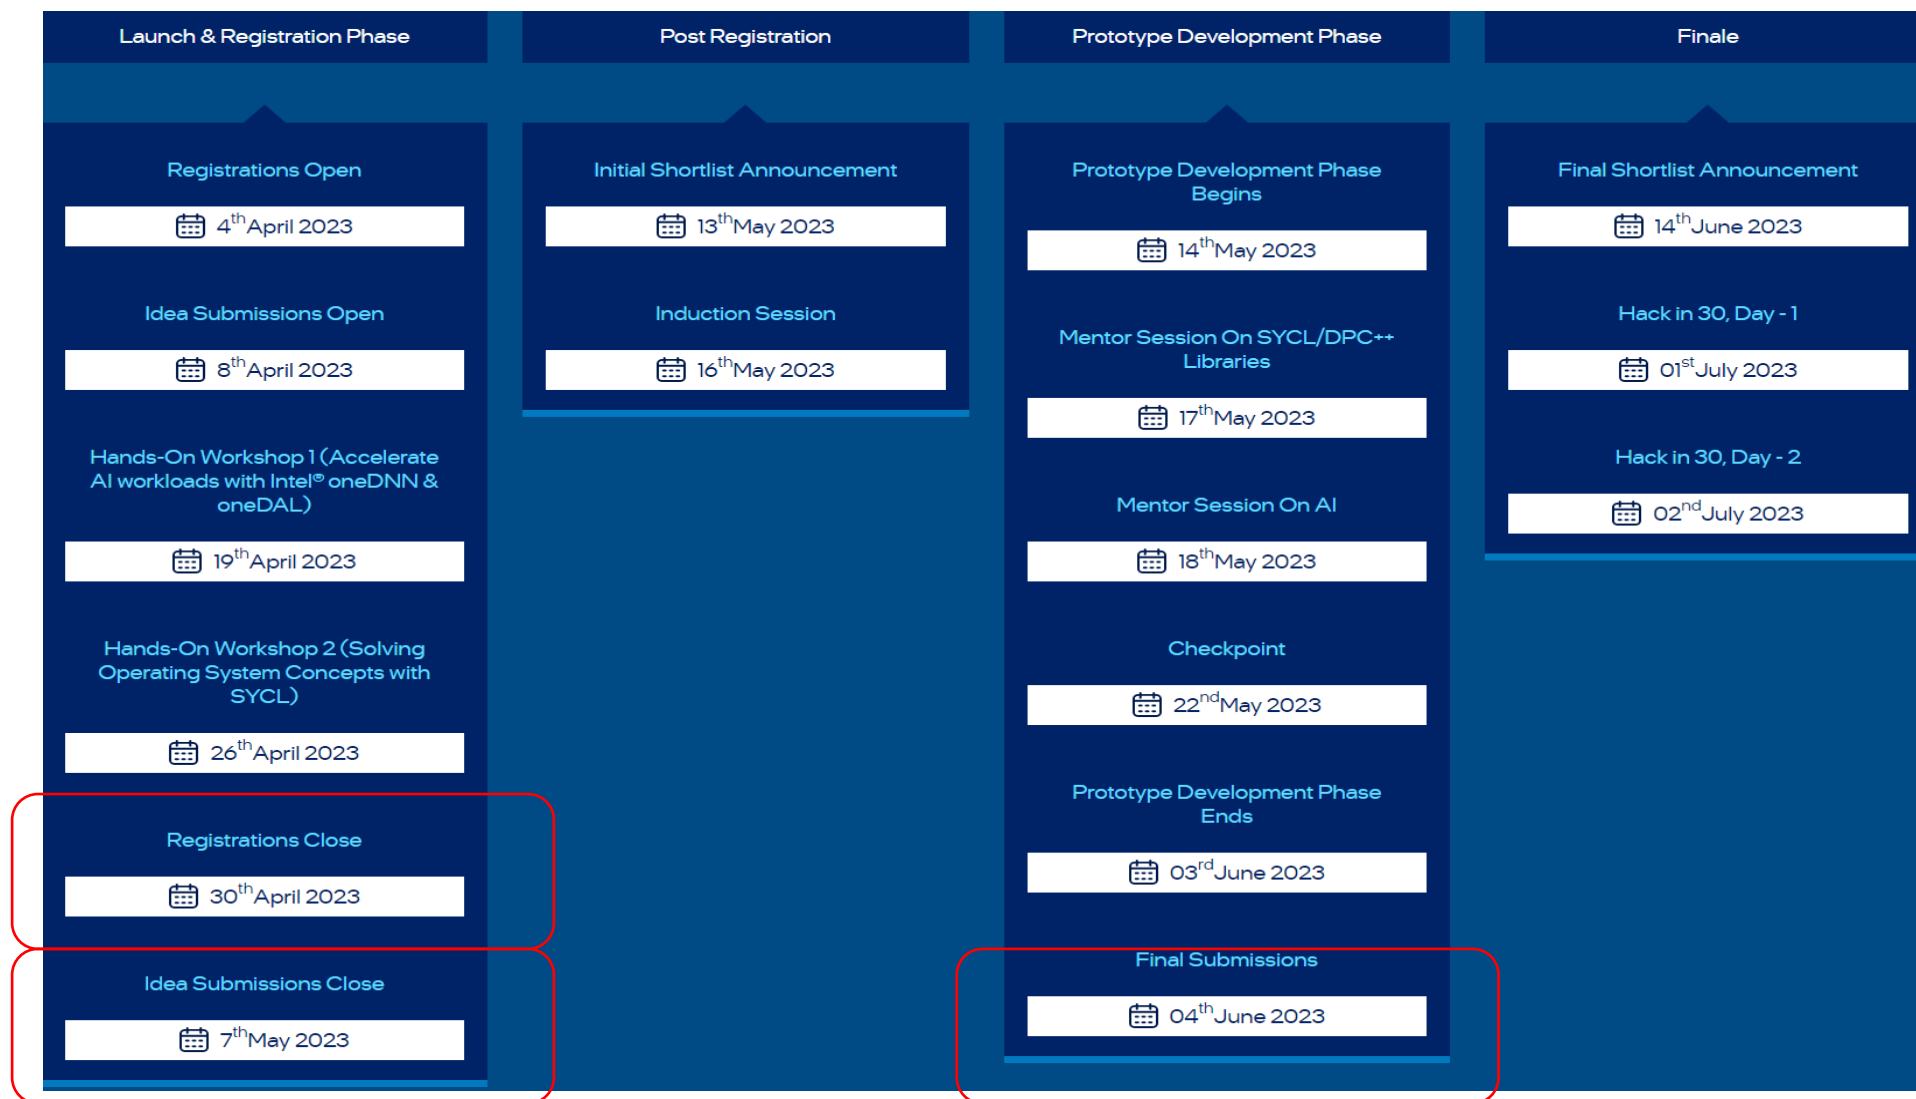 Launch & Registration Phase
Registrations Open
4th April 2023
Idea Submissions Open
8th April 2023
Hands-On Workshop 1 (Accelerate
AI workloads with Intel® oneDNN &
oneDAL)
19th April 2023
Hands-On Workshop 2 (Solving
Operating System Concepts with
SYCL)
26th April 2023
Registrations Close
30th April 2023
Idea Submissions Close
7th May 2023
Post Registration
Initial Shortlist Announcement
13th May 2023
Induction Session
16th May 2023
Prototype Development Phase
Prototype Development Phase
Begins
14th May 2023
Mentor Session On SYCL/DPC++
Libraries
17th May 2023
Mentor Session On AI
18th May 2023
Checkpoint
22nd May 2023
Prototype Development Phase
Ends
03rd June 2023
Final Submissions
04th June 2023
Finale
Final Shortlist Announcement
14th June 2023
Hack in 30, Day - 1
01st July 2023
Hack in 30, Day - 2
02nd July 2023